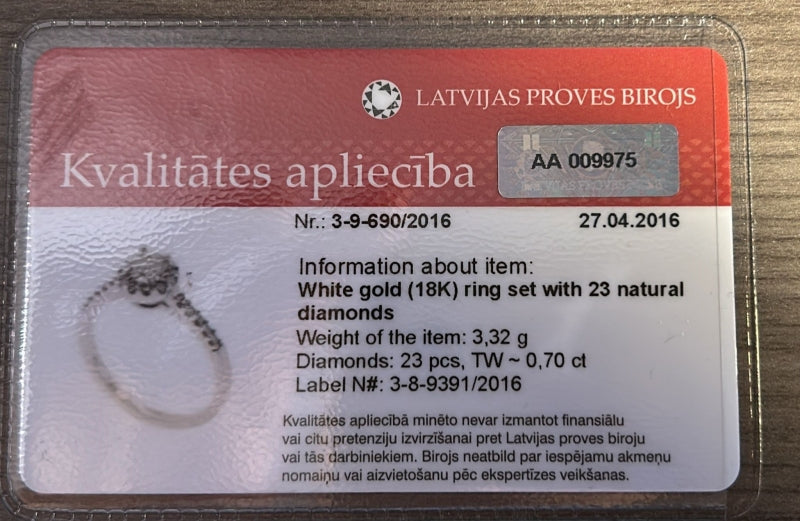 LATVIJAS PROVES BIROJS
AA 009975
Kvalitātes apliecība
Nr.: 3-9-690/2016 27.04.2016
Information about item:
White gold (18K) ring set with 23 natural
diamonds
Weight of the item: 3,32 g
Diamonds: 23 pcs, TW ~ 0,70 ct
Label N#: 3-8-9391/2016
Kvalitātes apliecībā minēto nevar izmantot finansiālu
vai citu pretenziju izvirzīšanai pret Latvijas proves biroju
vai tās darbiniekiem. Birojs neatbild par iespējamu akmeņu
nomaiņu vai aizvietošanu pēc ekspertīzes veikšanas.